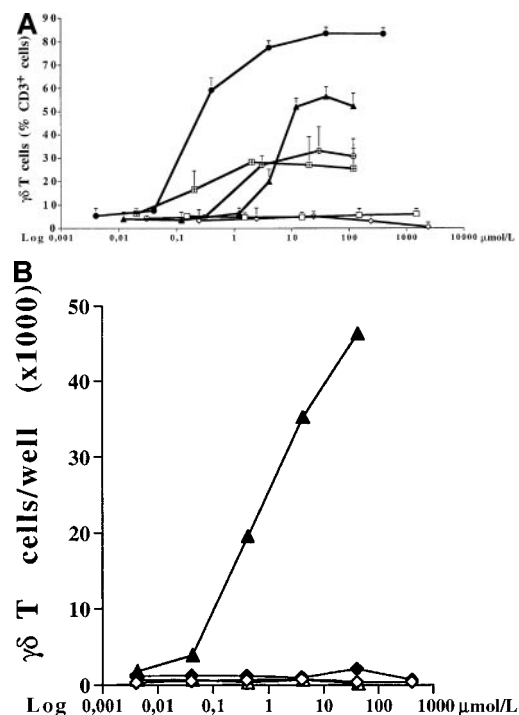 A
γδ T cells (% CD3+ cells)
90
80
70
60
50
40
30
20
10
0
Log 0,001 0,01 0,1 1 10 100 1000 10000 μmol/L
B
γδ T cells/well (x1000)
50
40
30
20
10
0
Log 0,001 0,01 0,1 1 10 100 1000 μmol/L